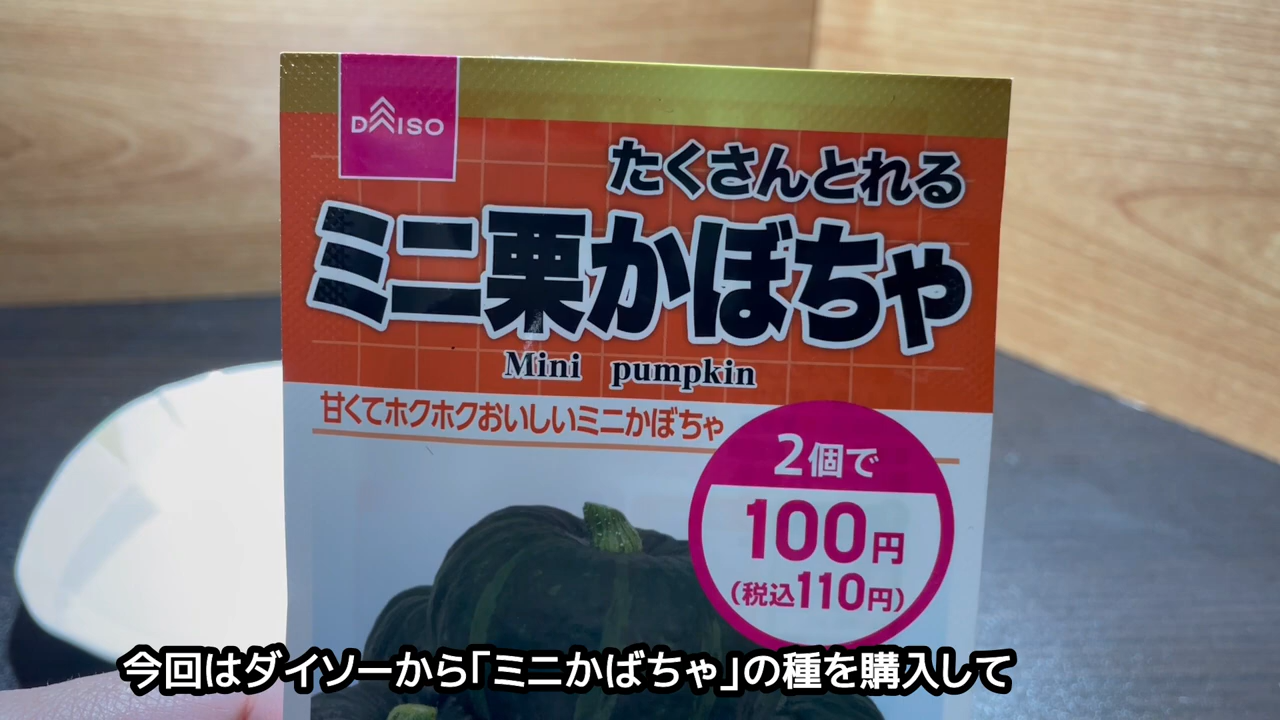 DAISO
たくさんとれる
ミニ栗かぼちゃ
Mini pumpkin
甘くてホクホクおいしいミニかぼちゃ
2個で
100円
(税込110円)
今回はダイソーから「ミニかばちゃ」の種を購入して